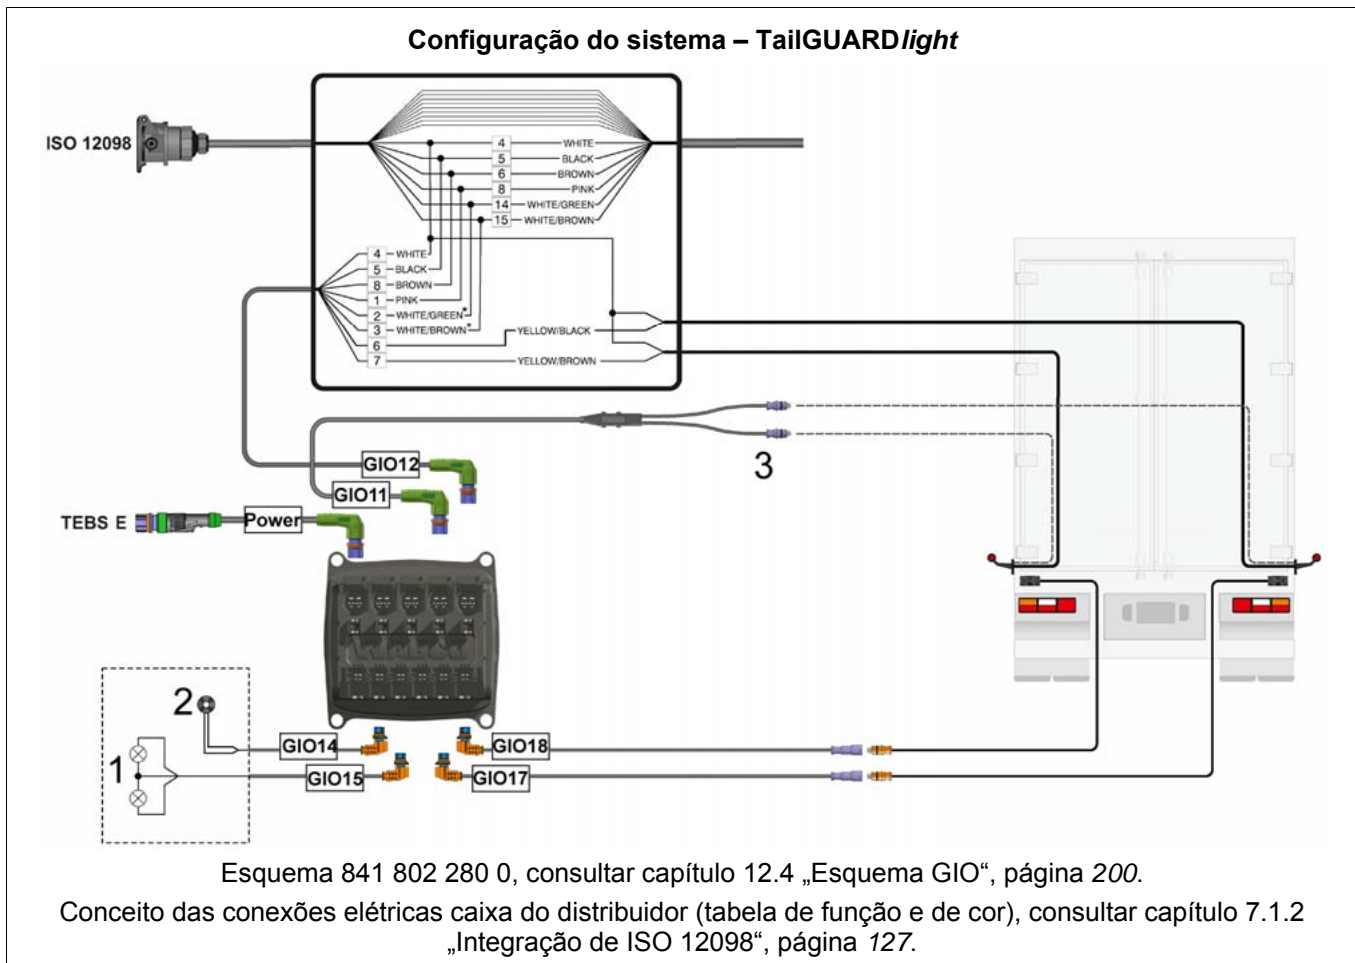 Configuração do sistema – TailGUARDlight
ISO 12098
4 WHITE
5 BLACK
6 BROWN
8 PINK
14 WHITE/GREEN
15 WHITE/BROWN
4 WHITE
5 BLACK
8 BROWN
1 PINK
2 WHITE/GREEN*
3 WHITE/BROWN*
6 YELLOW/BLACK
7 YELLOW/BROWN
3
GIO12
GIO11
TEBS E
Power
2
1
GIO14
GIO15
GIO18
GIO17
Esquema 841 802 280 0, consultar capítulo 12.4 „Esquema GIO“, página 200.
Conceito das conexões elétricas caixa do distribuidor (tabela de função e de cor), consultar capítulo 7.1.2
„Integração de ISO 12098“, página 127.